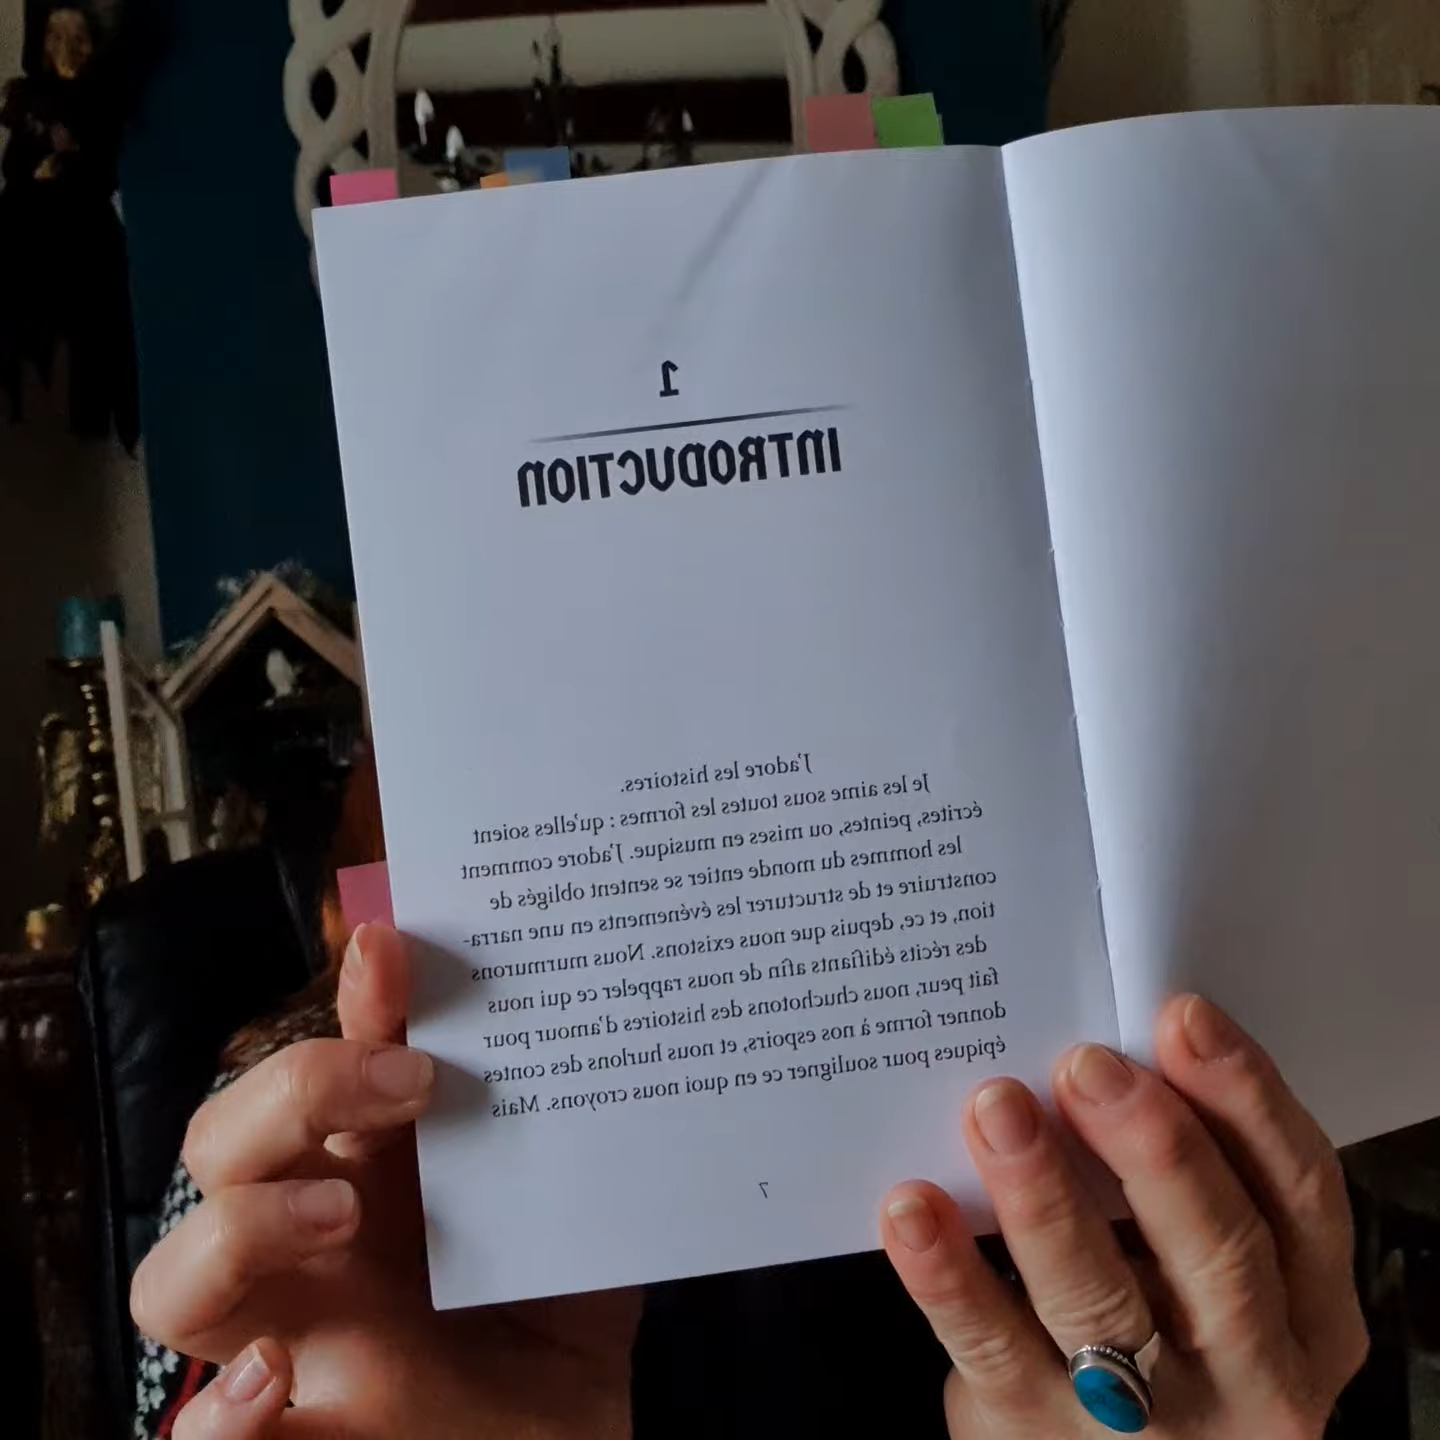 1
INTRODUCTION
J'adore les histoires.
Je les aime sous toutes les formes : qu'elles soient
écrites, peintes, ou mises en musique. J'adore comment
les hommes du monde entier se sentent obligés de
construire et de structurer les événements en une narra-
tion, et ce, depuis que nous existons. Nous murmurons
des récits édifiants afin de nous rappeler ce qui nous
fait peur, nous chuchotons des histoires d'amour pour
donner forme à nos espoirs, et nous hurlons des contes
épiques pour souligner ce en quoi nous croyons. Mais
7